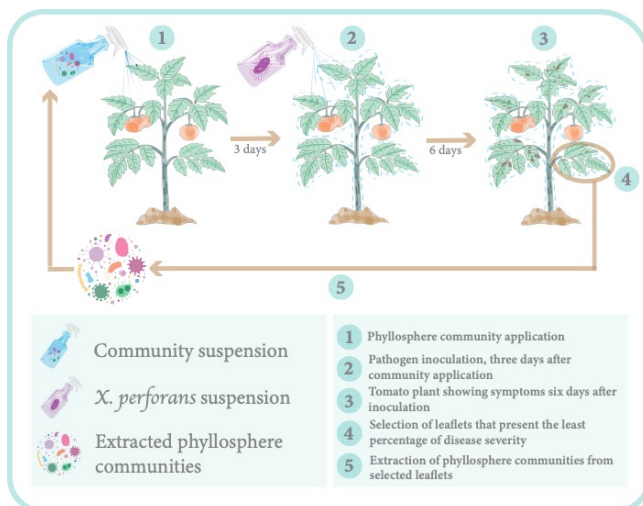 1
2
3
3 days
6 days
4
5
Community suspension
X. perforans suspension
Extracted phyllosphere
communities
1 Phyllosphere community application
2 Pathogen inoculation, three days after
community application
3 Tomato plant showing symptoms six days after
inoculation
4 Selection of leaflets that present the least
percentage of disease severity
5 Extraction of phyllosphere communities from
selected leaflets